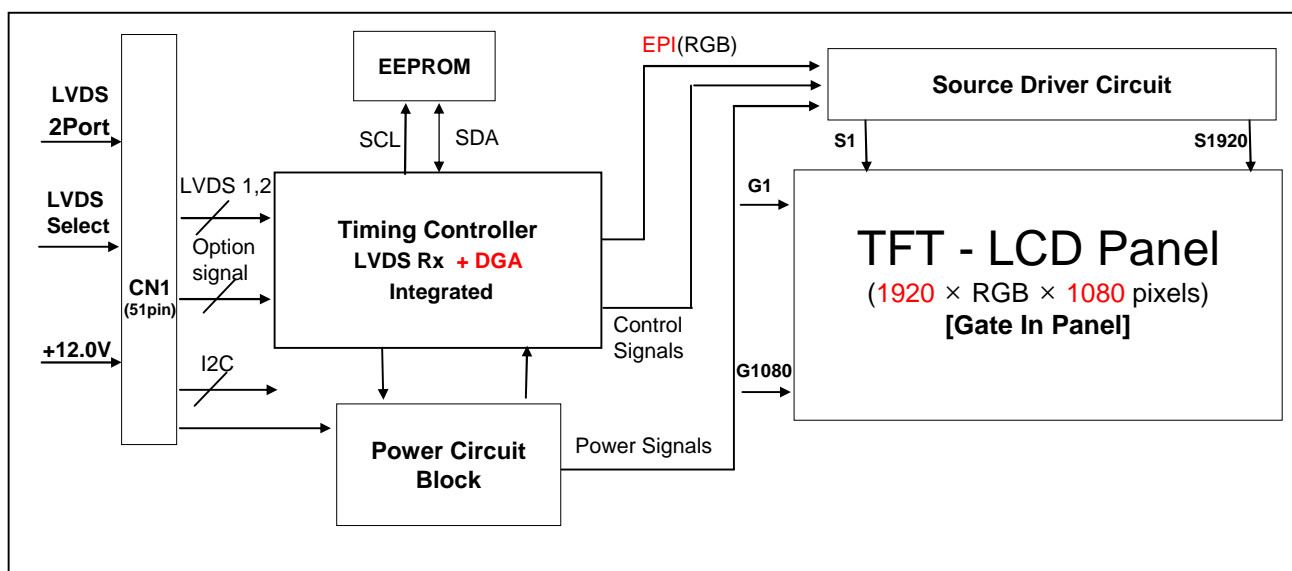 LVDS
2Port
LVDS
Select
+12.0V
CN1
(51pin)
LVDS 1,2
Option
signal
I2C
EEPROM
SCL
SDA
Timing Controller
LVDS Rx + DGA
Integrated
Power Circuit
Block
EPI(RGB)
Control
Signals
Power Signals
Source Driver Circuit
S1
S1920
G1
G1080
TFT - LCD Panel
(1920 × RGB × 1080 pixels)
[Gate In Panel]